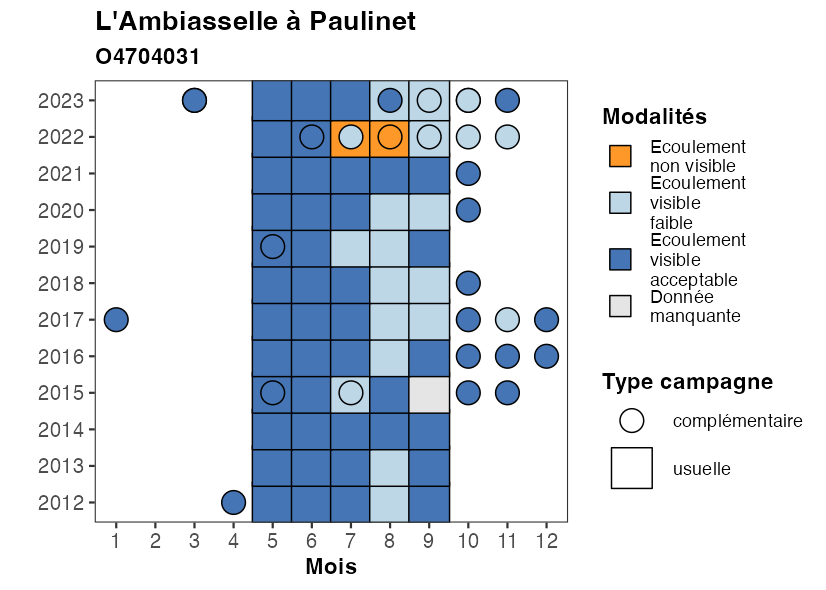 L'Ambiasselle à Paulinet
O4704031
2023
2022
2021
2020
2019
2018
2017
2016
2015
2014
2013
2012
1 2 3 4 5 6 7 8 9 10 11 12
Mois
Modalités
Ecoulement
non visible
Ecoulement
visible
faible
Ecoulement
visible
acceptable
Donnée
manquante
Type campagne
complémentaire
usuelle